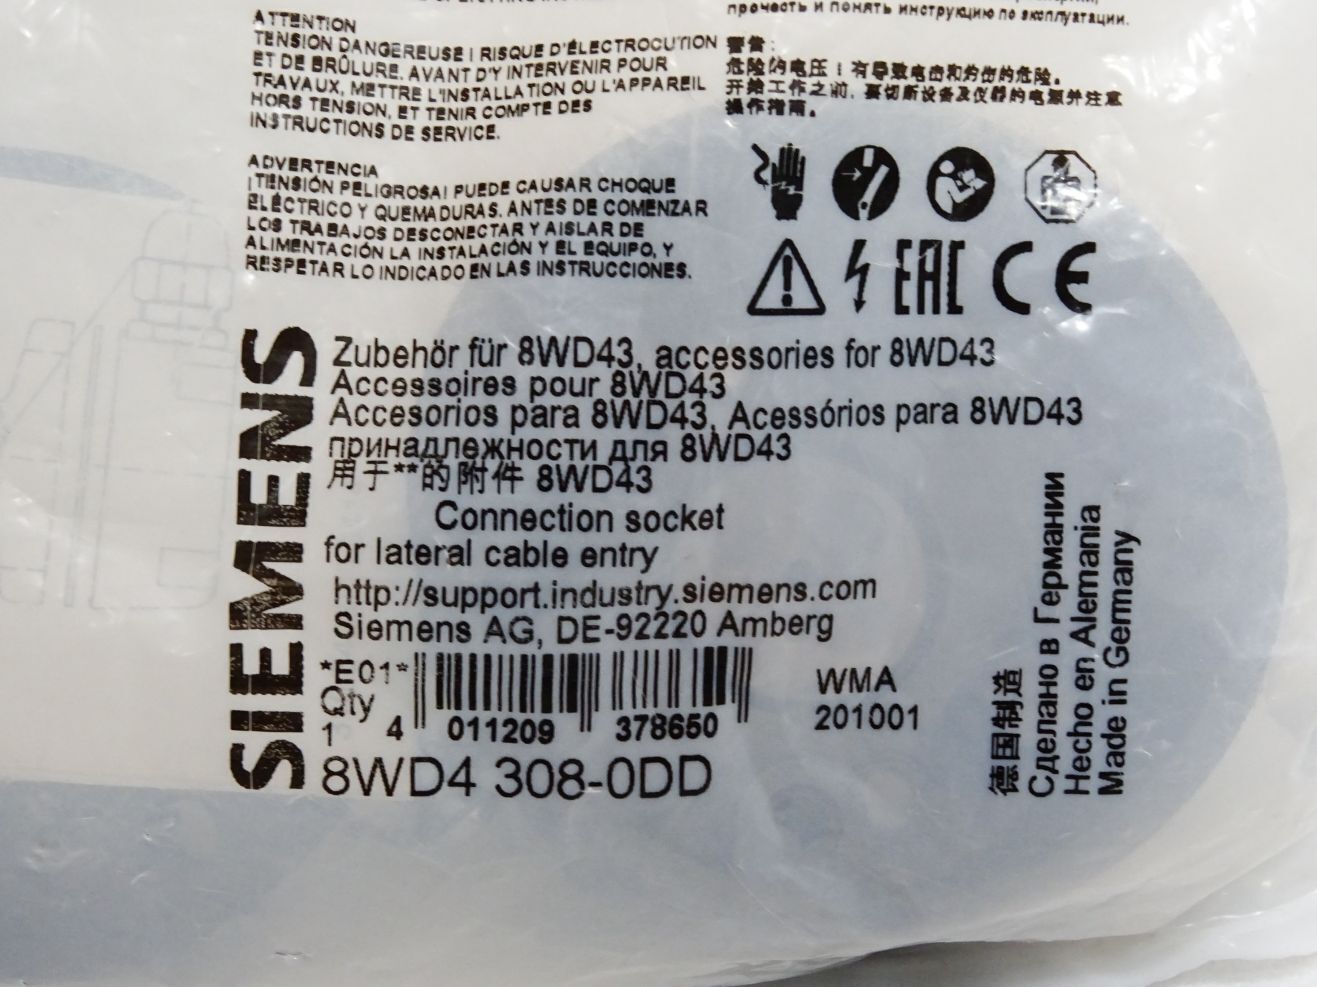 прочесть и понять инструкцию по эксплуатации.
ATTENTION
TENSION DANGEREUSE ! RISQUE D'ÉLECTROCUTION
ET DE BRÛLURE. AVANT D'Y INTERVENIR POUR
TRAVAUX, METTRE L'INSTALLATION OU L'APPAREIL
HORS TENSION, ET TENIR COMPTE DES
INSTRUCTIONS DE SERVICE.
警告：
危险的电压！有导致电击和灼伤的危险。
开始工作之前，要切断设备及仪器的电源并注意
操作指南。
ADVERTENCIA
¡TENSIÓN PELIGROSA! PUEDE CAUSAR CHOQUE
ELÉCTRICO Y QUEMADURAS. ANTES DE COMENZAR
LOS TRABAJOS DESCONECTAR Y AISLAR DE
ALIMENTACIÓN LA INSTALACIÓN Y EL EQUIPO, Y
RESPETAR LO INDICADO EN LAS INSTRUCCIONES.
EAC CE
SIEMENS
Zubehör für 8WD43, accessories for 8WD43
Accessoires pour 8WD43
Accesorios para 8WD43, Acessórios para 8WD43
принадлежности для 8WD43
用于**的附件 8WD43
Connection socket
for lateral cable entry
http://support.industry.siemens.com
Siemens AG, DE-92220 Amberg
*E01*
Qty
1
4 011209 378650
WMA
201001
8WD4 308-0DD
德国制造
Сделано в Германии
Hecho en Alemania
Made in Germany